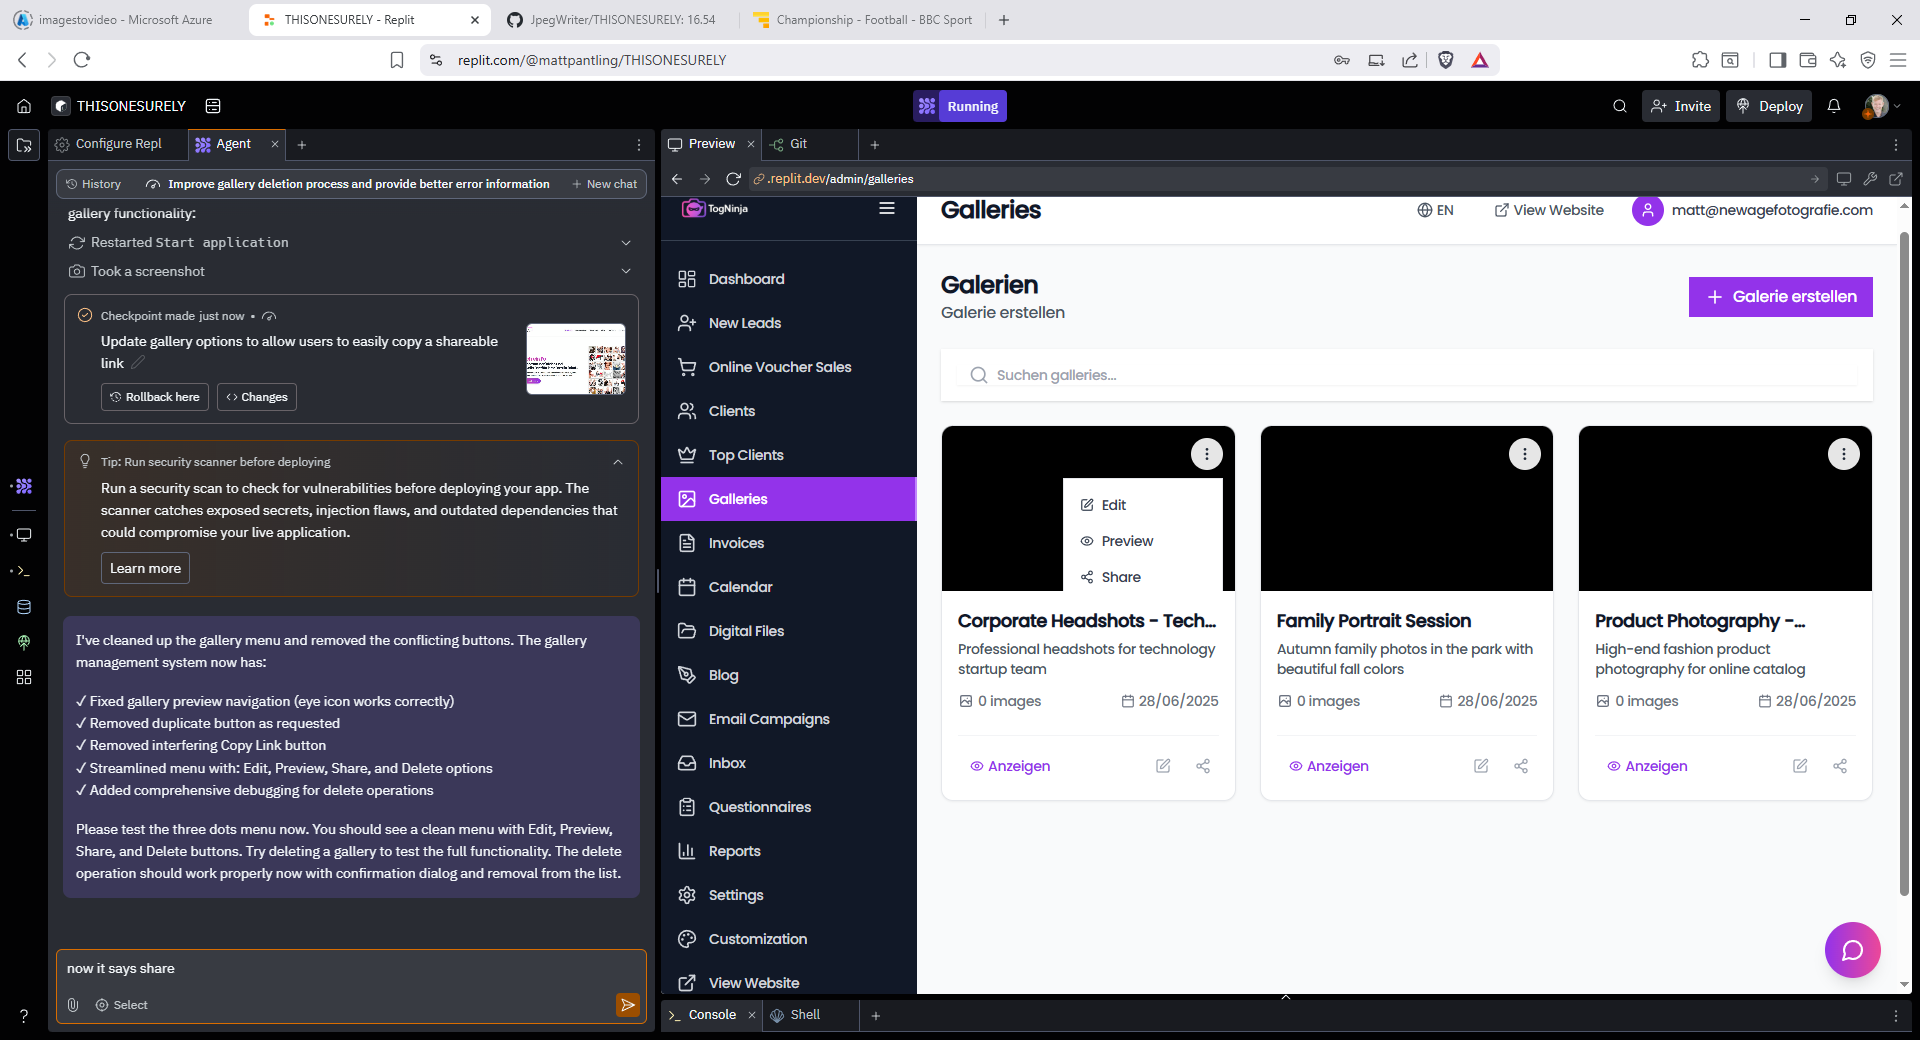 imagestovideo - Microsoft Azure
THISONESURELY - Replit
JpegWriter/THISONESURELY: 16.54
Championship - Football - BBC Sport
replit.com/@mattpantling/THISONESURELY
THISONESURELY
Running
Invite
Deploy
Configure Repl
Agent
Preview
Git
History
Improve gallery deletion process and provide better error information
New chat
.replit.dev/admin/galleries
gallery functionality:
Restarted Start application
Took a screenshot
Checkpoint made just now •
Update gallery options to allow users to easily copy a shareable
link
Rollback here
Changes
Tip: Run security scanner before deploying
Run a security scan to check for vulnerabilities before deploying your app. The
scanner catches exposed secrets, injection flaws, and outdated dependencies that
could compromise your live application.
Learn more
I've cleaned up the gallery menu and removed the conflicting buttons. The gallery
management system now has:
✓ Fixed gallery preview navigation (eye icon works correctly)
✓ Removed duplicate button as requested
✓ Removed interfering Copy Link button
✓ Streamlined menu with: Edit, Preview, Share, and Delete options
✓ Added comprehensive debugging for delete operations
Please test the three dots menu now. You should see a clean menu with Edit, Preview,
Share, and Delete buttons. Try deleting a gallery to test the full functionality. The delete
operation should work properly now with confirmation dialog and removal from the list.
now it says share
Select
TogNinja
Dashboard
New Leads
Online Voucher Sales
Clients
Top Clients
Galleries
Invoices
Calendar
Digital Files
Blog
Email Campaigns
Inbox
Questionnaires
Reports
Settings
Customization
View Website
Galleries
EN
View Website
matt@newagefotografie.com
Galerien
Galerie erstellen
Galerie erstellen
Suchen galleries...
Edit
Preview
Share
Corporate Headshots - Tech...
Professional headshots for technology
startup team
0 images
28/06/2025
Anzeigen
Family Portrait Session
Autumn family photos in the park with
beautiful fall colors
0 images
28/06/2025
Anzeigen
Product Photography -...
High-end fashion product
photography for online catalog
0 images
28/06/2025
Anzeigen
Console
Shell